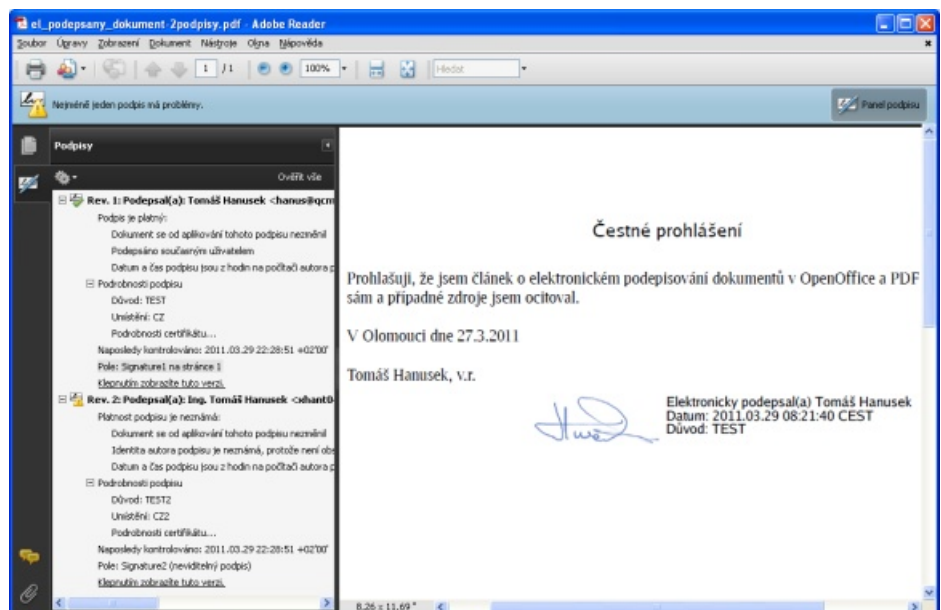 el_podepsany_dokument-2podpisy.pdf - Adobe Reader
Soubor Úpravy Zobrazení Dokument Nástroje Okna Nápověda
1 / 1 100% Hledat
Nejméně jeden podpis má problémy. Panel podpisu
Podpisy
Ověřit vše
Rev. 1: Podepsal(a): Tomáš Hanusek <hanus@qcm
Podpis je platný:
Dokument se od aplikování tohoto podpisu nezměnil
Podepsáno současným uživatelem
Datum a čas podpisu jsou z hodin na počítači autora p
Podrobnosti podpisu
Důvod: TEST
Umístění: CZ
Podrobnosti certifikátu...
Naposledy kontrolováno: 2011.03.29 22:28:51 +02'00'
Pole: Signature1 na stránce 1
Klepnutím zobrazíte tuto verzi.
Rev. 2: Podepsal(a): Ing. Tomáš Hanusek <xhant0
Platnost podpisu je neznámá:
Dokument se od aplikování tohoto podpisu nezměnil
Identita autora podpisu je neznámá, protože není obs
Datum a čas podpisu jsou z hodin na počítači autora p
Podrobnosti podpisu
Důvod: TEST2
Umístění: CZ2
Podrobnosti certifikátu...
Naposledy kontrolováno: 2011.03.29 22:28:51 +02'00'
Pole: Signature2 (neviditelný podpis)
Klepnutím zobrazíte tuto verzi.
Čestné prohlášení
Prohlašuji, že jsem článek o elektronickém podepisování dokumentů v OpenOffice a PDF
sám a případné zdroje jsem ocitoval.
V Olomouci dne 27.3.2011
Tomáš Hanusek, v.r.
Elektronicky podepsal(a) Tomáš Hanusek
Datum: 2011.03.29 08:21:40 CEST
Důvod: TEST
8,26 x 11,69"